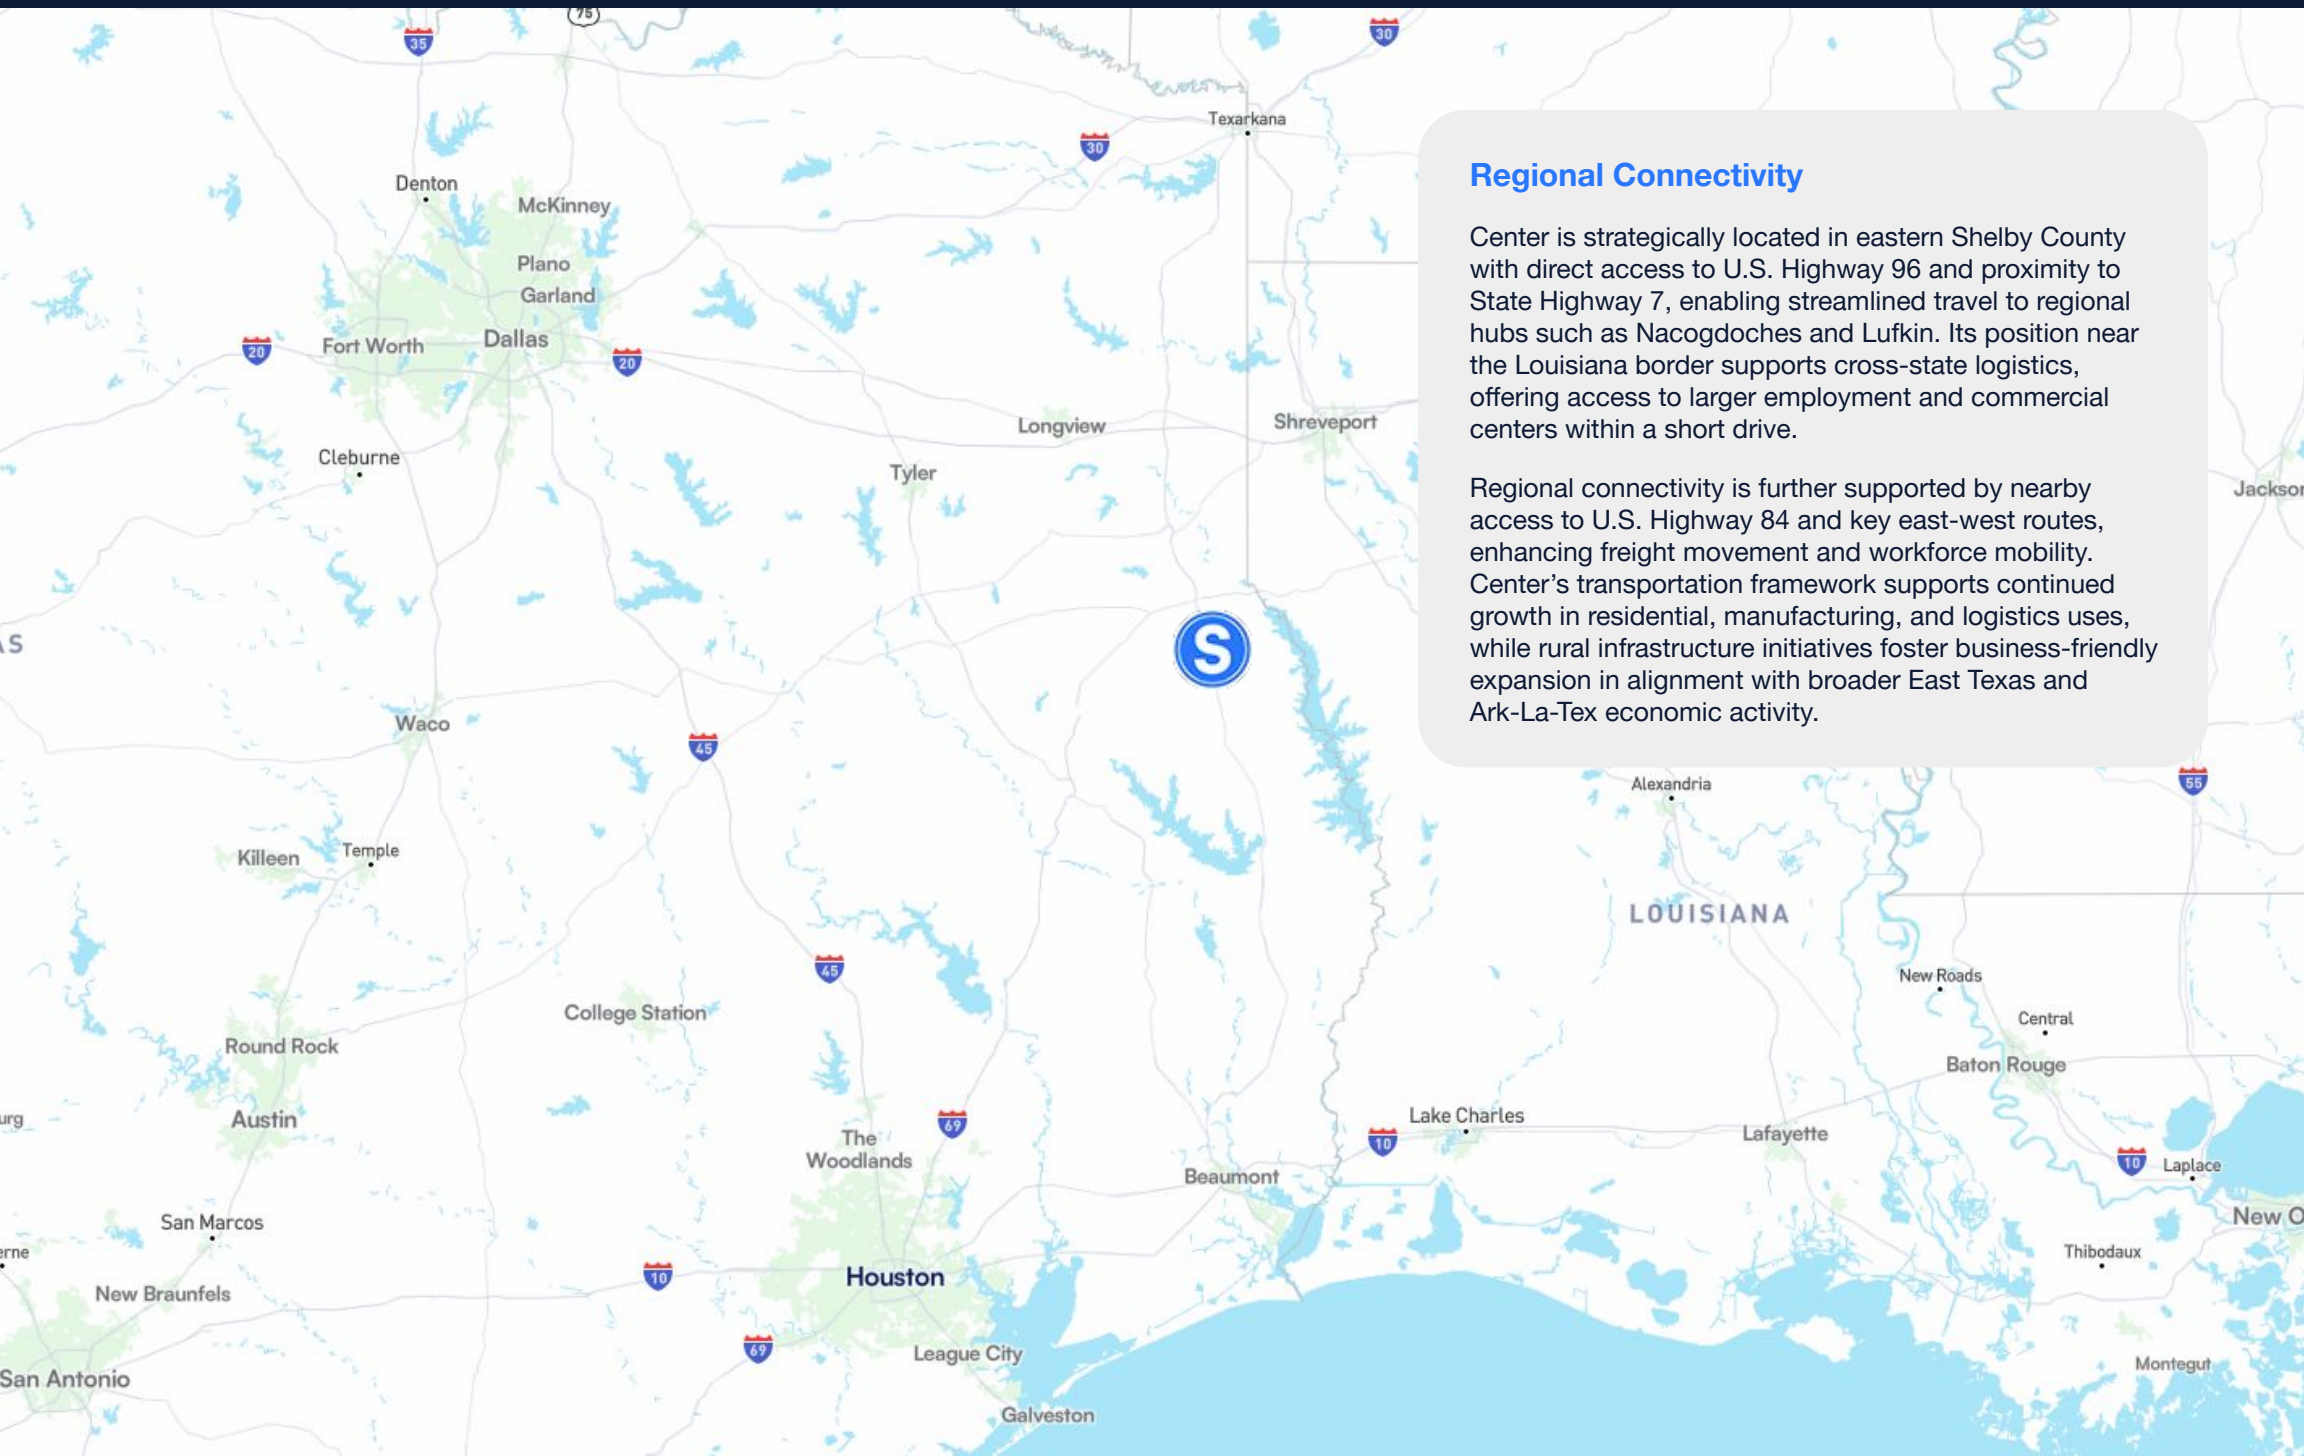 75
35
30
Texarkana
30
Denton
McKinney
Plano
Garland
20
Fort Worth
Dallas
20
Longview
Shreveport
Cleburne
Tyler
Regional Connectivity
Center is strategically located in eastern Shelby County
with direct access to U.S. Highway 96 and proximity to
State Highway 7, enabling streamlined travel to regional
hubs such as Nacogdoches and Lufkin. Its position near
the Louisiana border supports cross-state logistics,
offering access to larger employment and commercial
centers within a short drive.
Regional connectivity is further supported by nearby
access to U.S. Highway 84 and key east-west routes,
enhancing freight movement and workforce mobility.
Center’s transportation framework supports continued
growth in residential, manufacturing, and logistics uses,
while rural infrastructure initiatives foster business-friendly
expansion in alignment with broader East Texas and
Ark-La-Tex economic activity.
Jackson
AS
S
Waco
45
Alexandria
55
Killeen
Temple
LOUISIANA
45
New Roads
College Station
Central
Round Rock
Baton Rouge
urg
Austin
The
Woodlands
69
10
Lake Charles
Lafayette
10
Laplace
Beaumont
San Marcos
New O
erne
Thibodaux
10
Houston
New Braunfels
69
League City
San Antonio
Montegut
Galveston